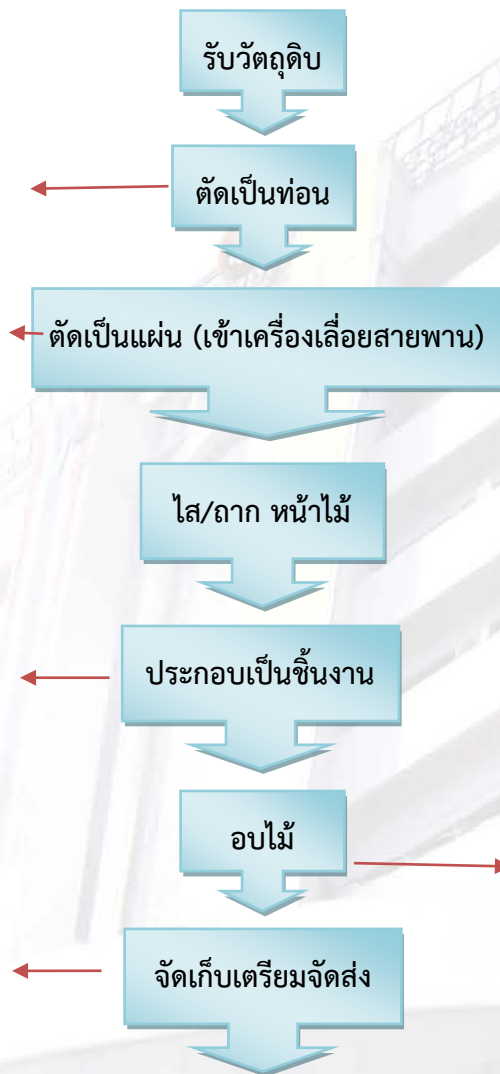 รับวัตถุดิบ
ตัดเป็นท่อน
ตัดเป็นแผ่น (เข้าเครื่องเลื่อยสายพาน)
ไส/ถาก หน้าไม้
ประกอบเป็นชิ้นงาน
อบไม้
จัดเก็บเตรียมจัดส่ง